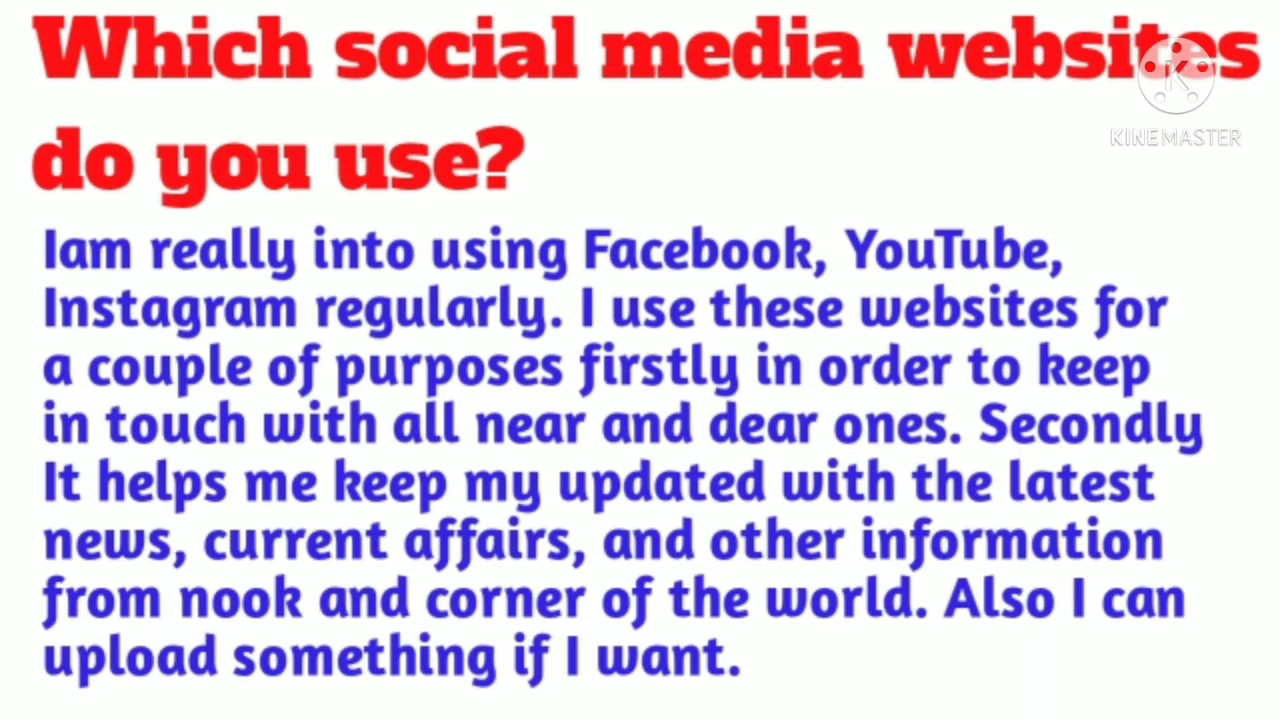 Which social media websites
do you use?
KINEMASTER
Iam really into using Facebook, YouTube,
Instagram regularly. I use these websites for
a couple of purposes firstly in order to keep
in touch with all near and dear ones. Secondly
It helps me keep my updated with the latest
news, current affairs, and other information
from nook and corner of the world. Also I can
upload something if I want.